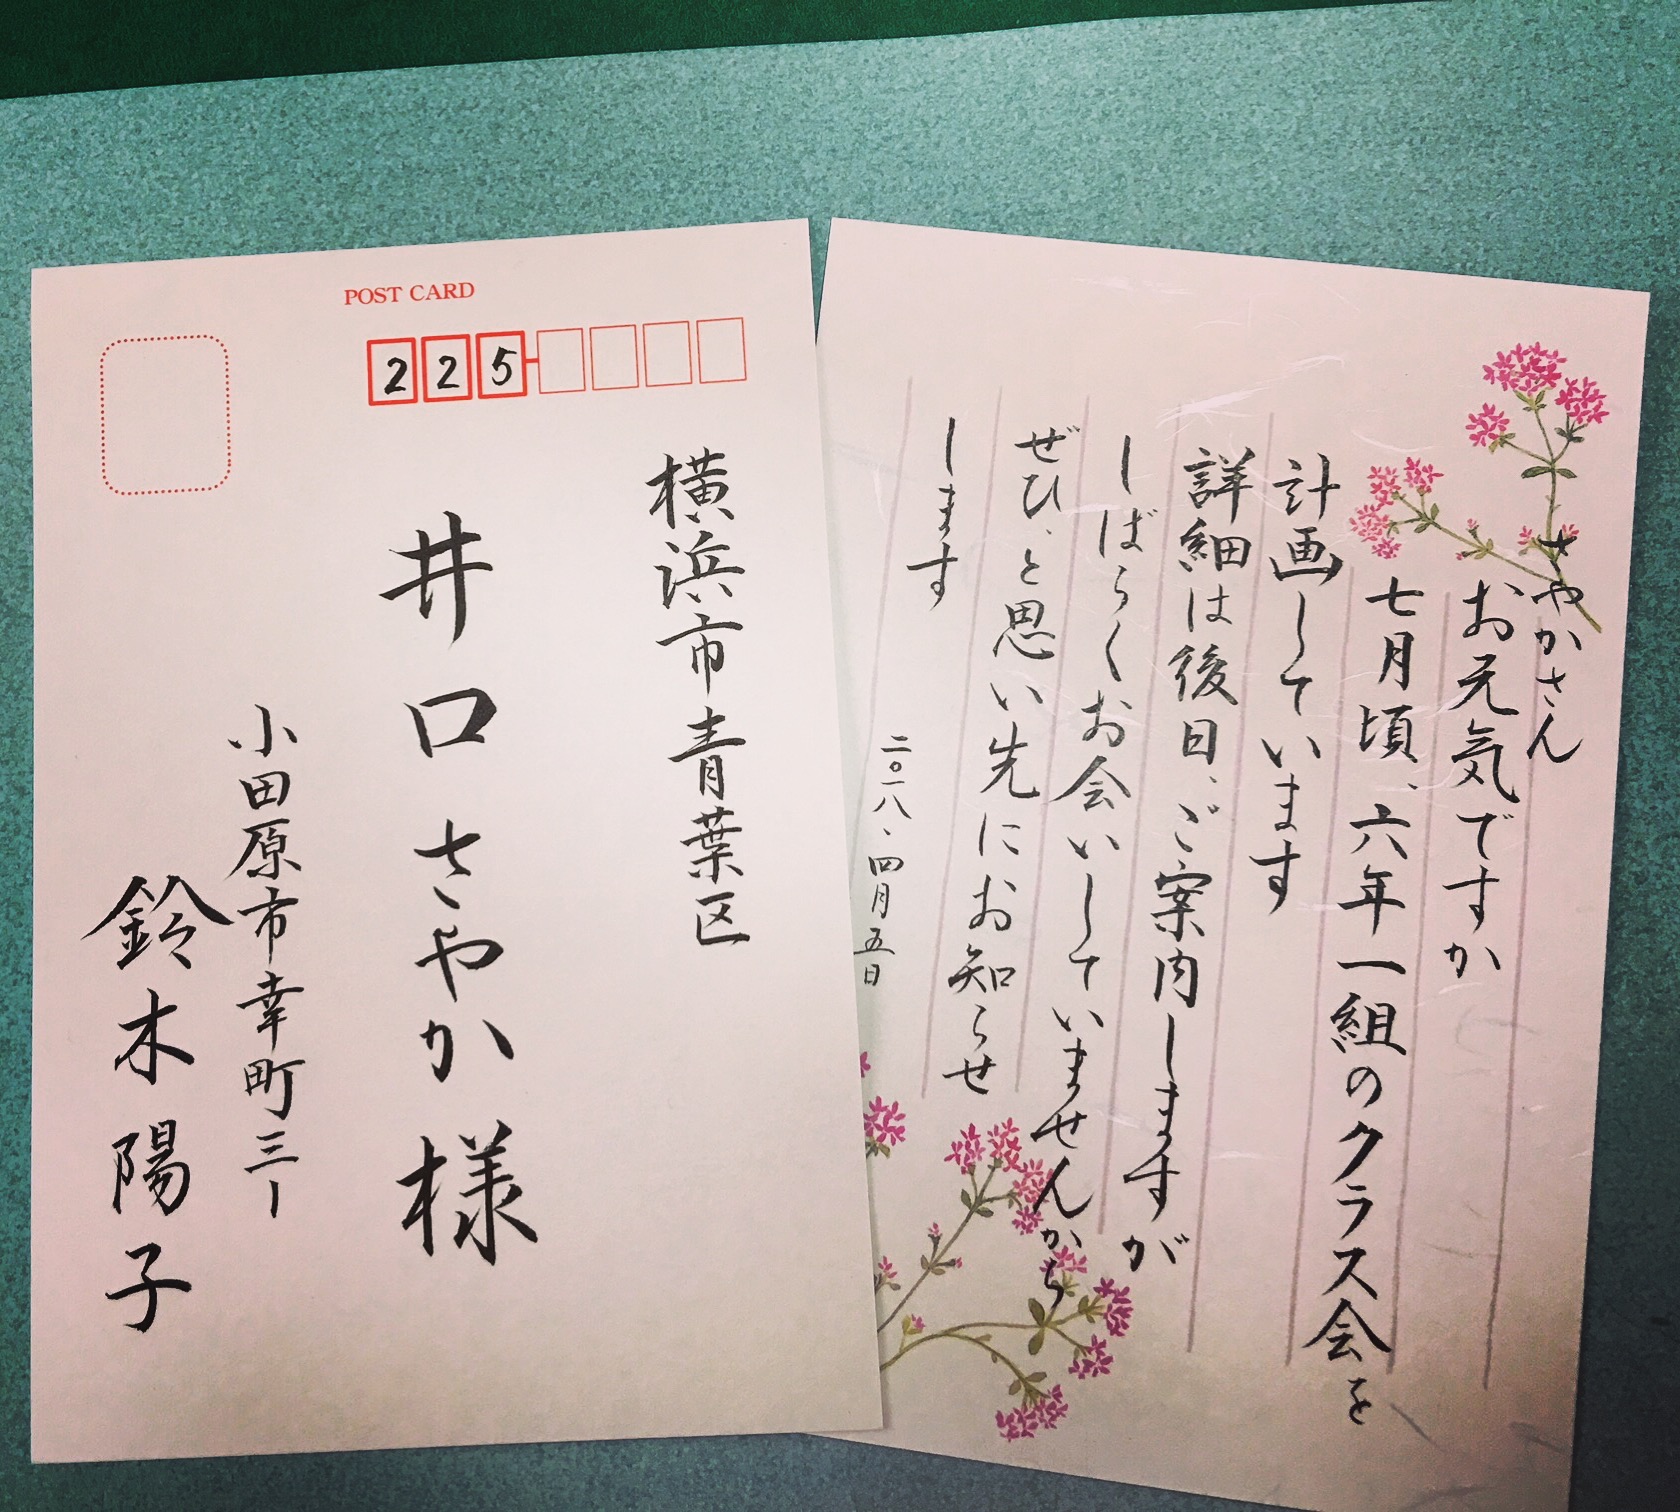 POST CARD
225
横浜市青葉区
井口さやか様
小田原市幸町三ー
鈴木陽子
さやかさん
お元気ですか
七月頃、六年一組のクラス会を
計画しています
詳細は後日、ご案内しますが
しばらくお会いしていませんから
ぜひ、と思い先にお知らせ
します
二〇一八、四月五日